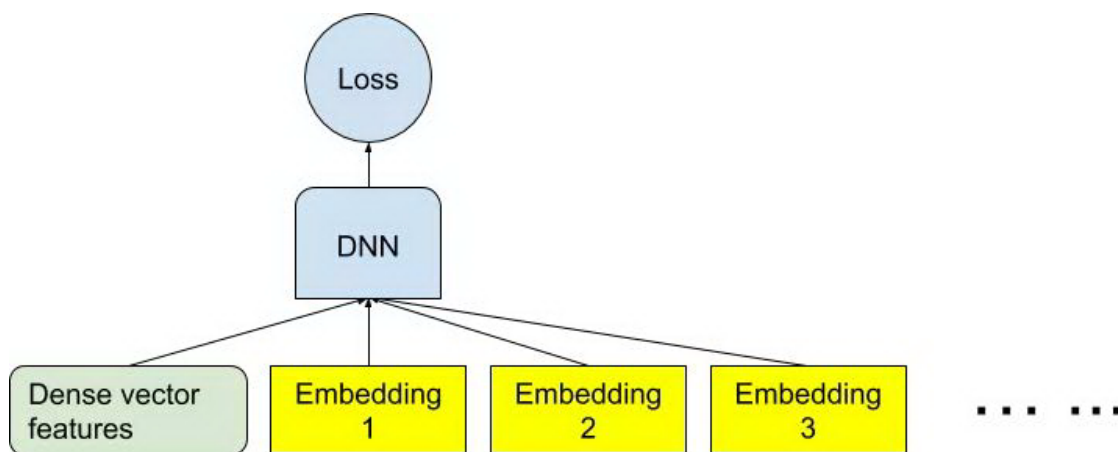 Loss
DNN
Dense vector
features
Embedding
1
Embedding
2
Embedding
3
... ...